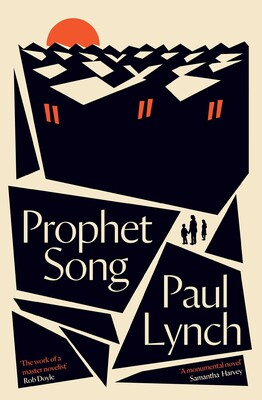 Prophet
Song
Paul
Lynch
'The work of a
master novelist'
Rob Doyle
'A monumental novel'
Samantha Harvey